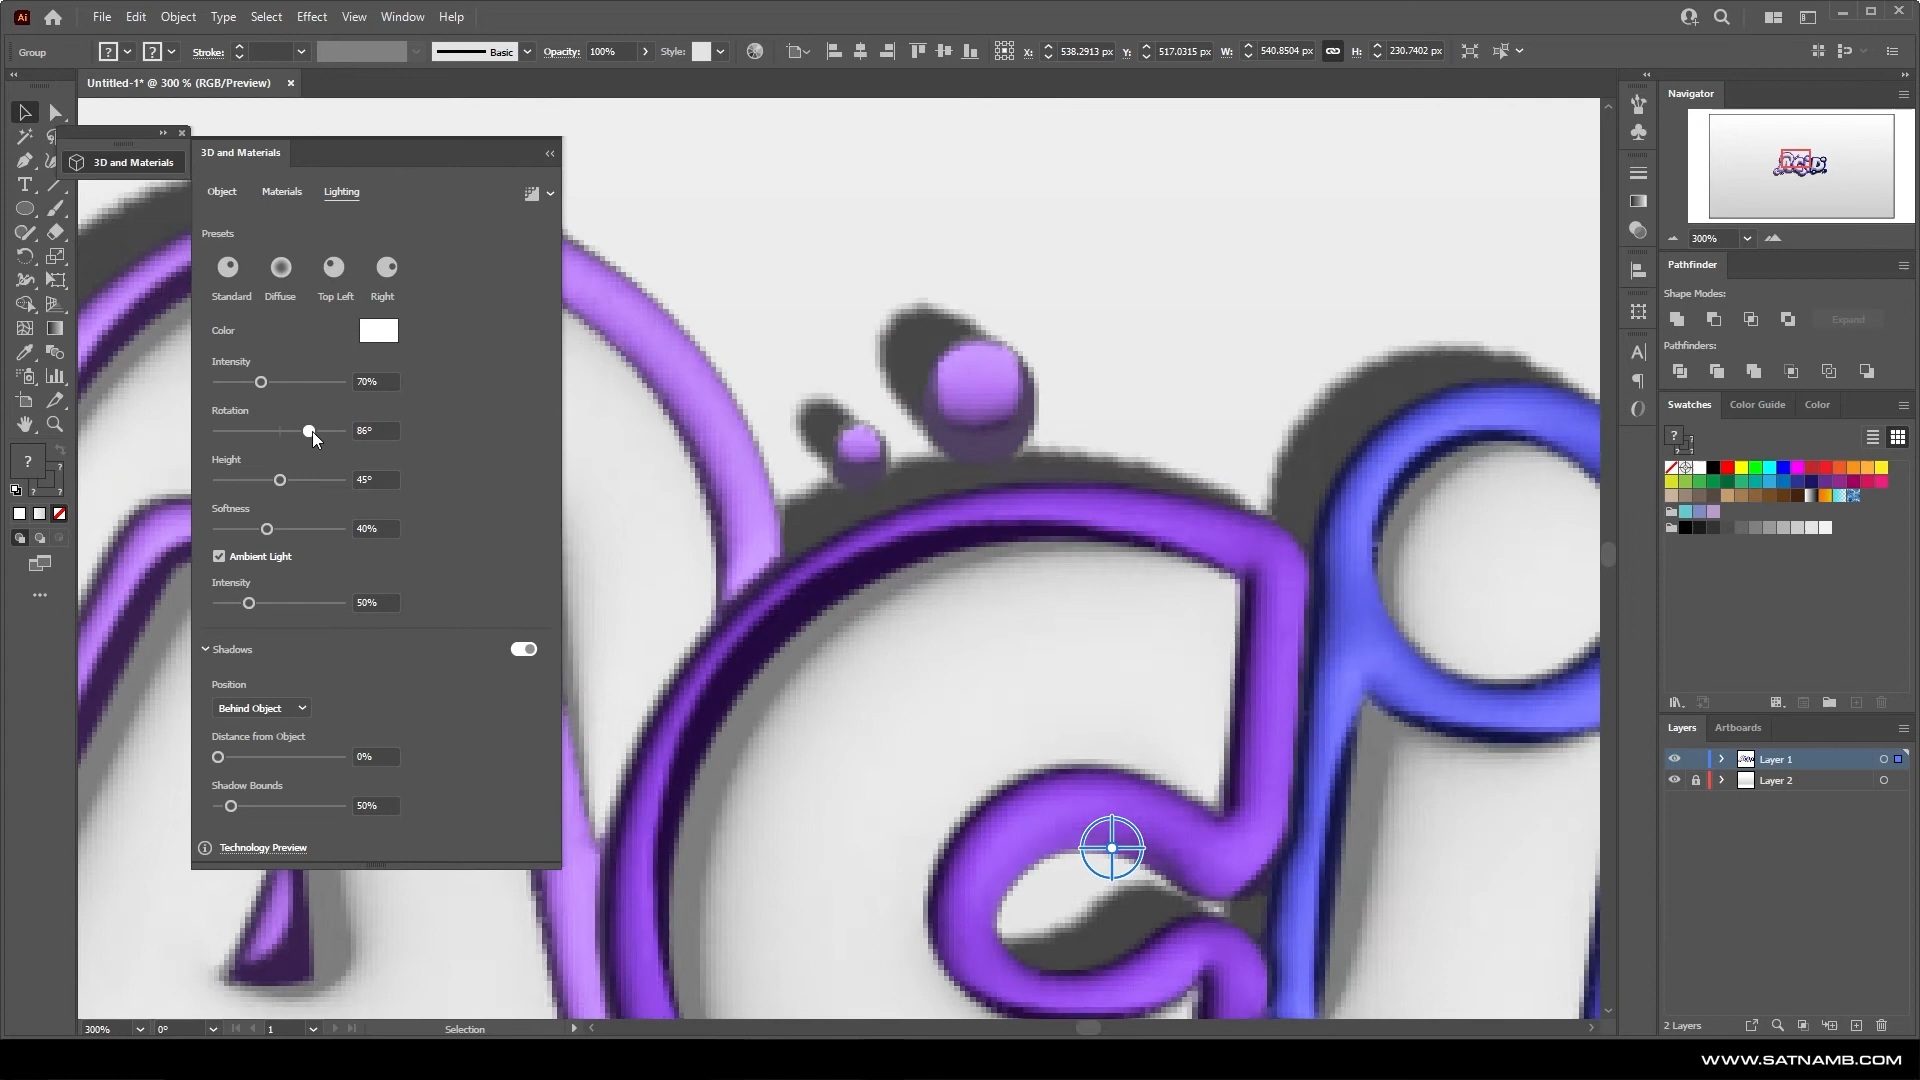 Ai File Edit Object Type Select Effect View Window Help
Group ? ? Stroke: Basic Opacity: 100% Style: X: 538.2913 px Y: 517.0315 px W: 540.8504 px H: 230.7402 px
Untitled-1* @ 300 % (RGB/Preview)
3D and Materials
3D and Materials
Object Materials Lighting
Presets
Standard Diffuse Top Left Right
Color
Intensity
70%
Rotation
86°
Height
45°
Softness
40%
Ambient Light
Intensity
50%
Shadows
Position
Behind Object
Distance from Object
0%
Shadow Bounds
50%
Technology Preview
Navigator
300%
Pathfinder
Shape Modes:
Expand
Pathfinders:
Swatches Color Guide Color
Layers Artboards
Layer 1
Layer 2
2 Layers
300% 0° 1 Selection
WWW.SATNAMB.COM